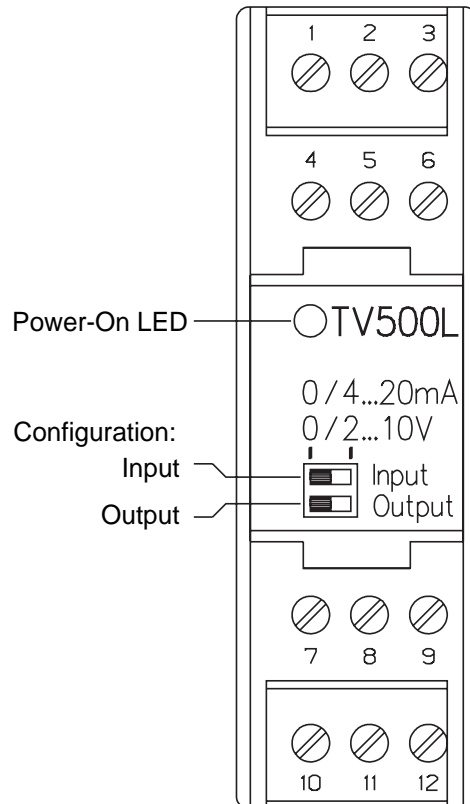 1 2 3
4 5 6
Power-On LED
TV500L
0/4...20mA
0/2...10V
Configuration:
Input
Input
Output
Output
7 8 9
10 11 12